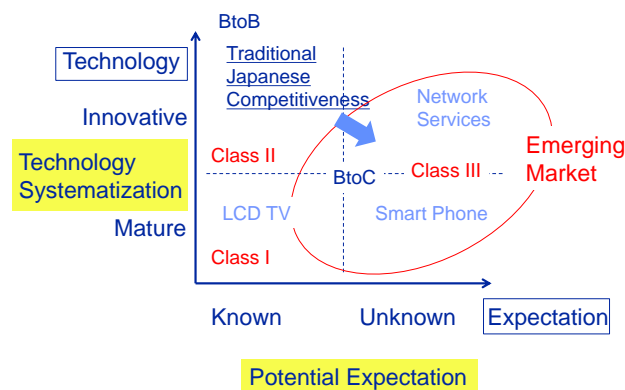 BtoB
Technology
Traditional
Japanese
Competitiveness
Network
Services
Innovative
Emerging
Market
Technology
Systematization
Class II
BtoC
Class III
LCD TV
Smart Phone
Mature
Class I
Known
Unknown
Expectation
Potential Expectation